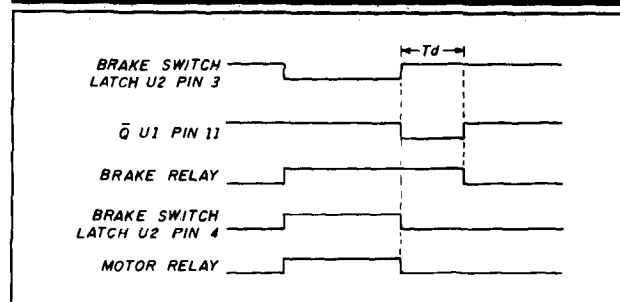 Td
BRAKE SWITCH
LATCH U2 PIN 3
Q̅ U1 PIN 11
BRAKE RELAY
BRAKE SWITCH
LATCH U2 PIN 4
MOTOR RELAY